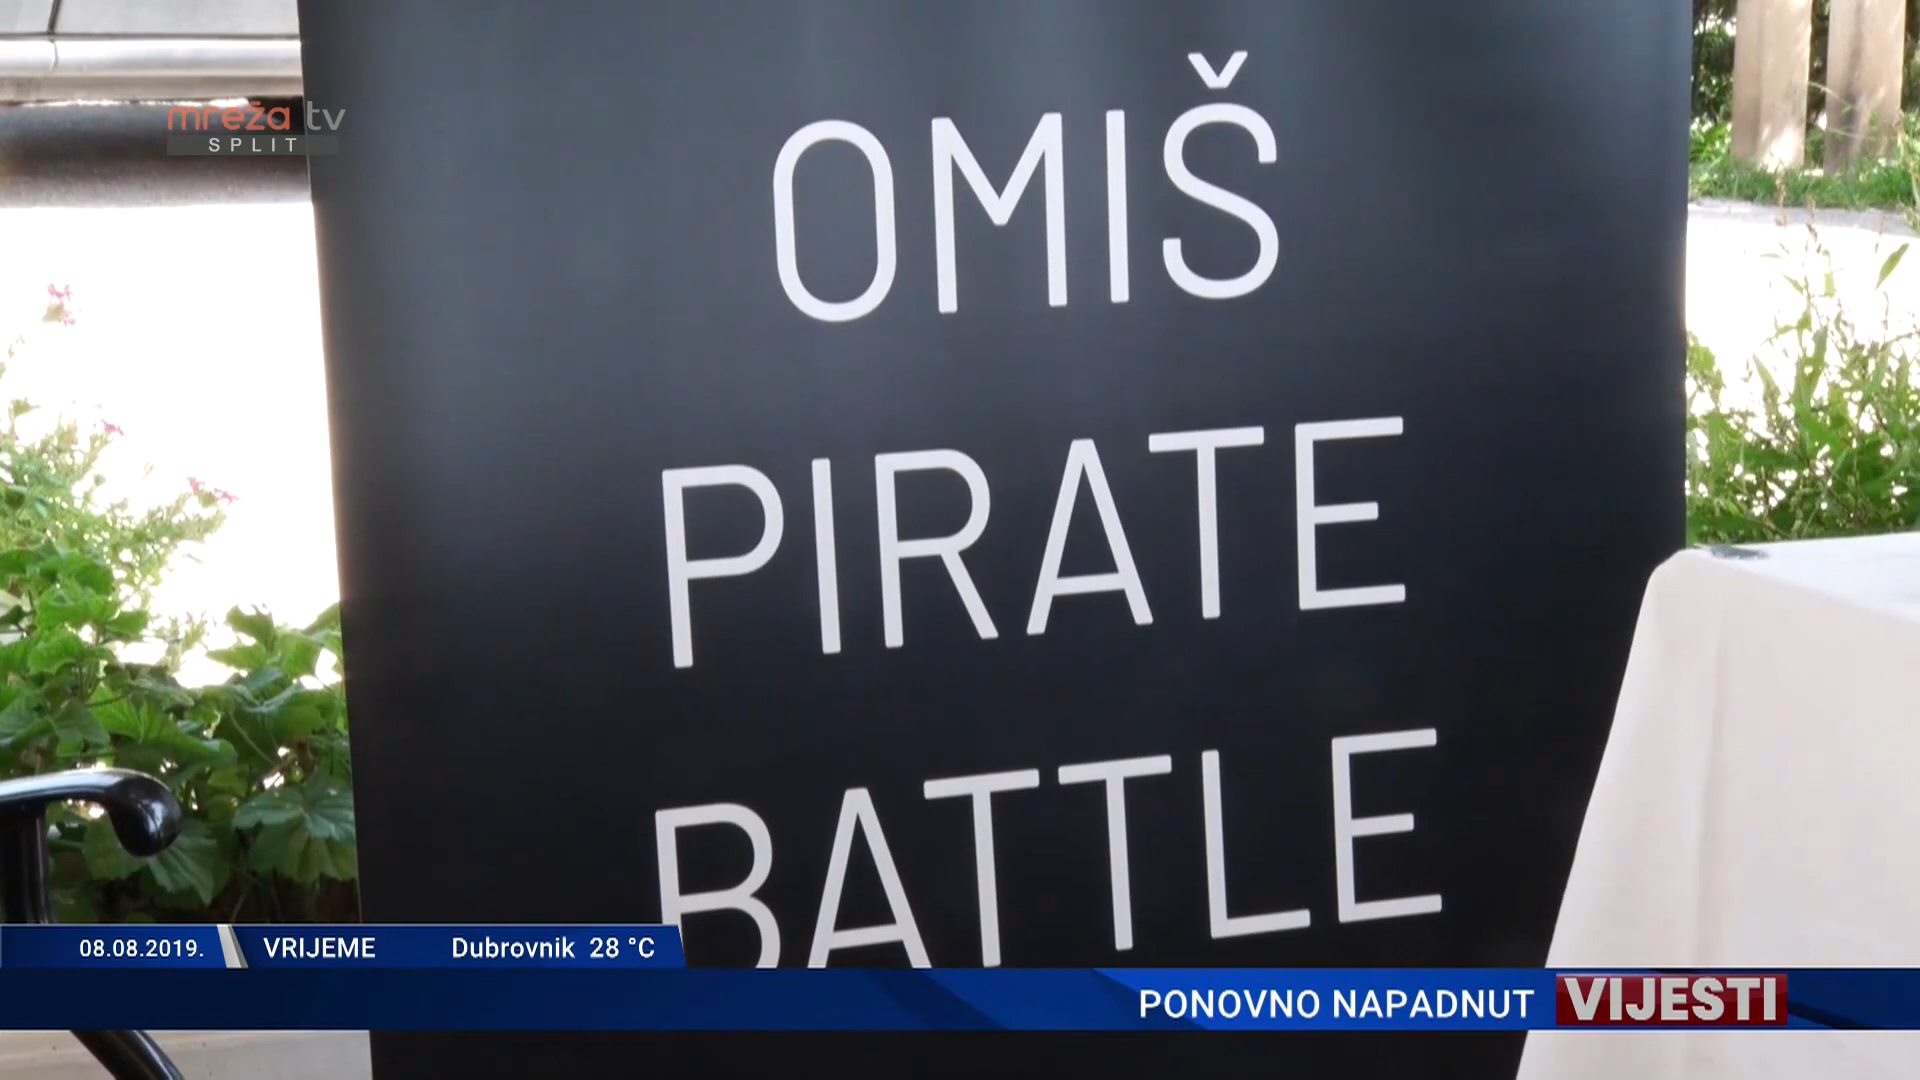 mreža tv
SPLIT
OMIŠ
PIRATE
BATTLE
08.08.2019. VRIJEME Dubrovnik 28 °C
PONOVNO NAPADNUT VIJESTI